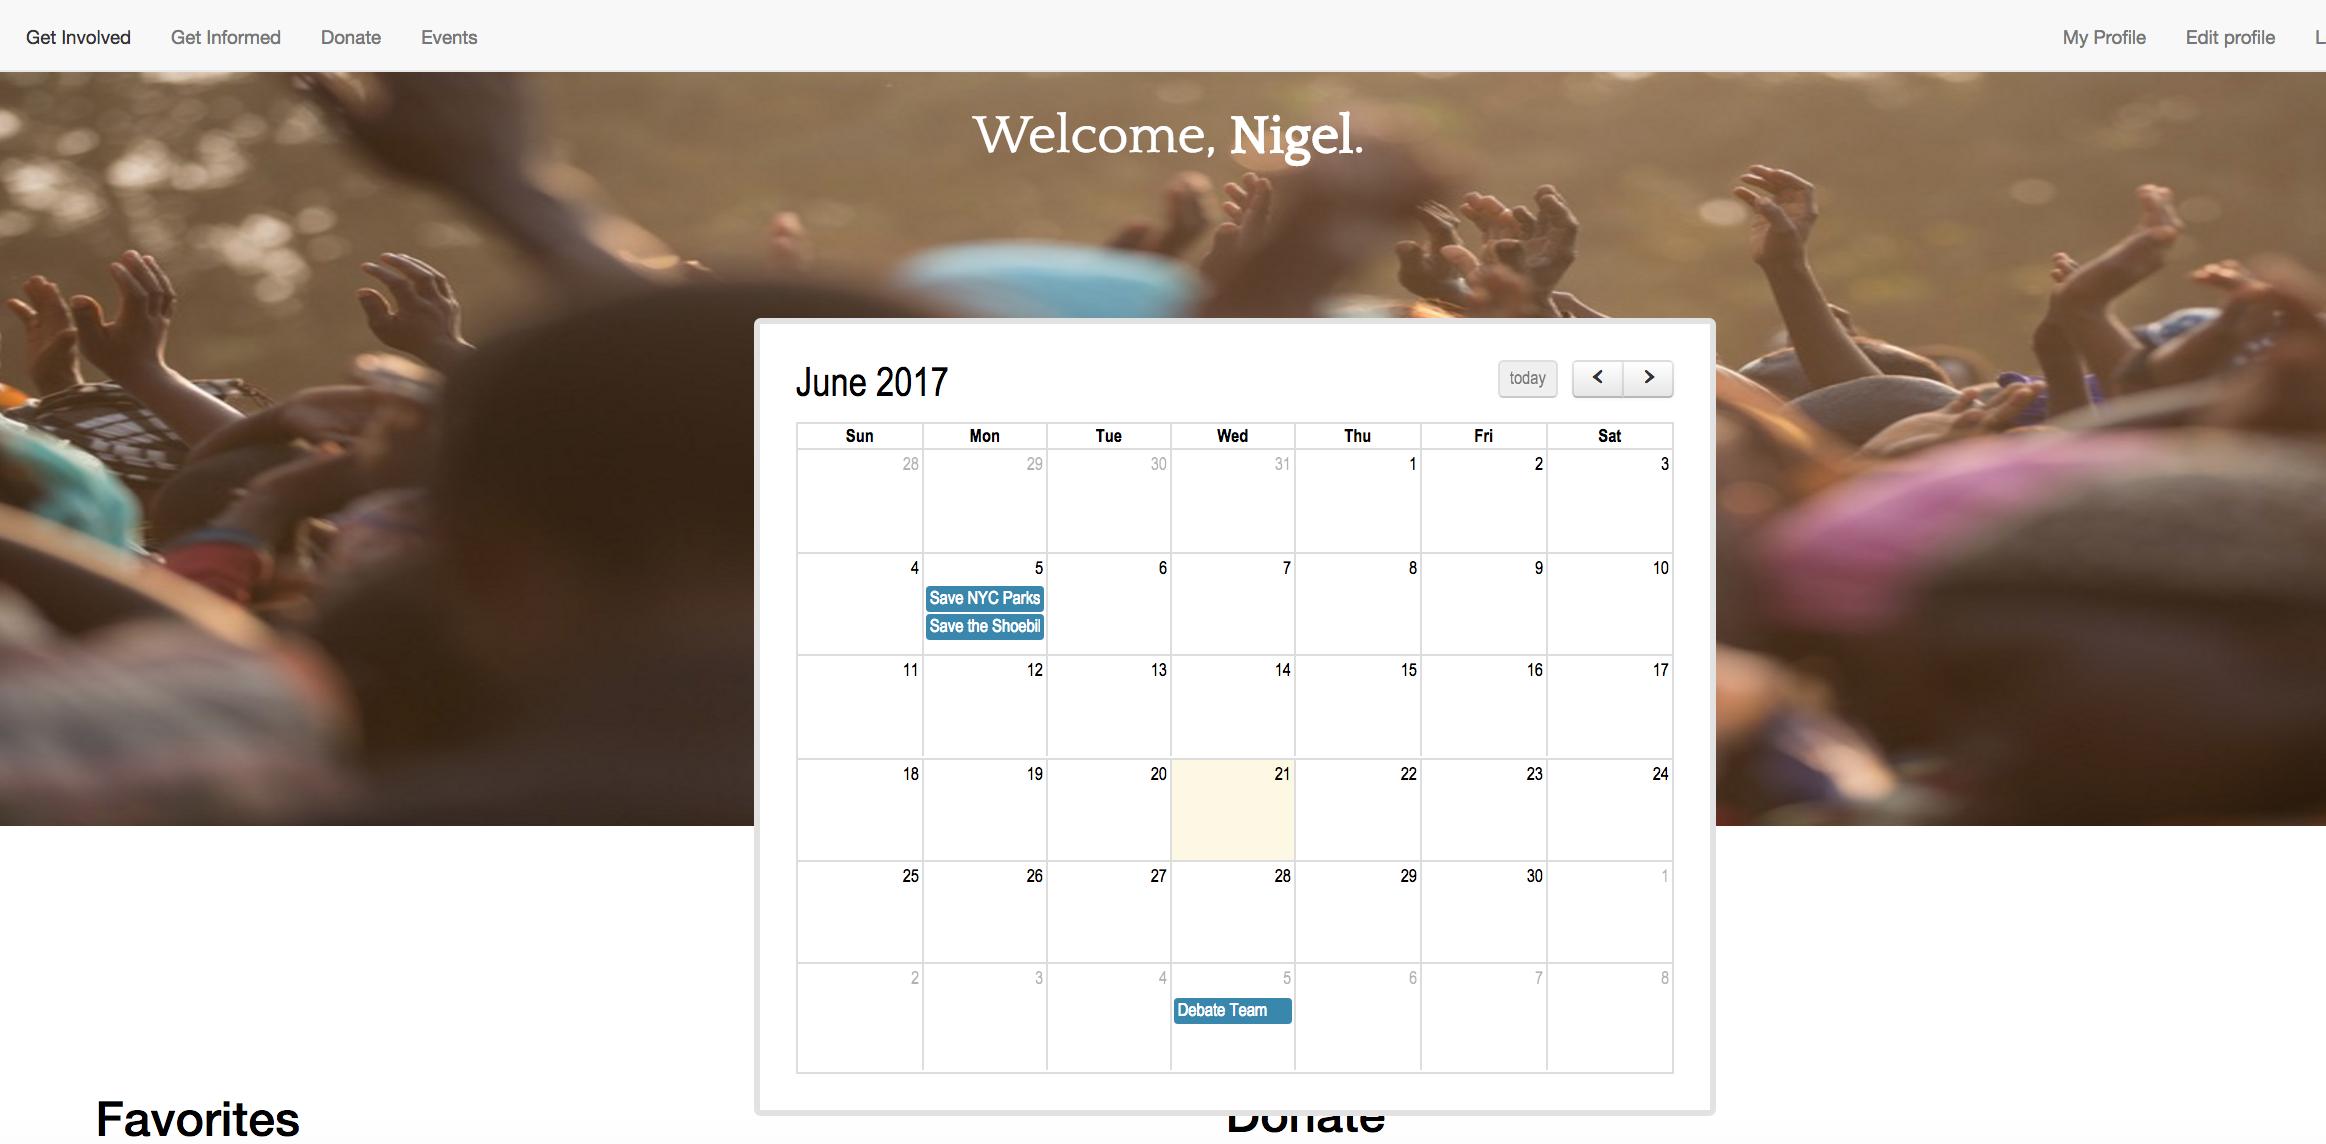 Get Involved Get Informed Donate Events My Profile Edit profile L
Welcome, Nigel.
June 2017 today
Sun Mon Tue Wed Thu Fri Sat
28 29 30 31 1 2 3
4 5 6 7 8 9 10
Save NYC Parks
Save the Shoebil
11 12 13 14 15 16 17
18 19 20 21 22 23 24
25 26 27 28 29 30 1
2 3 4 5 6 7 8
Debate Team
Favorites Donate